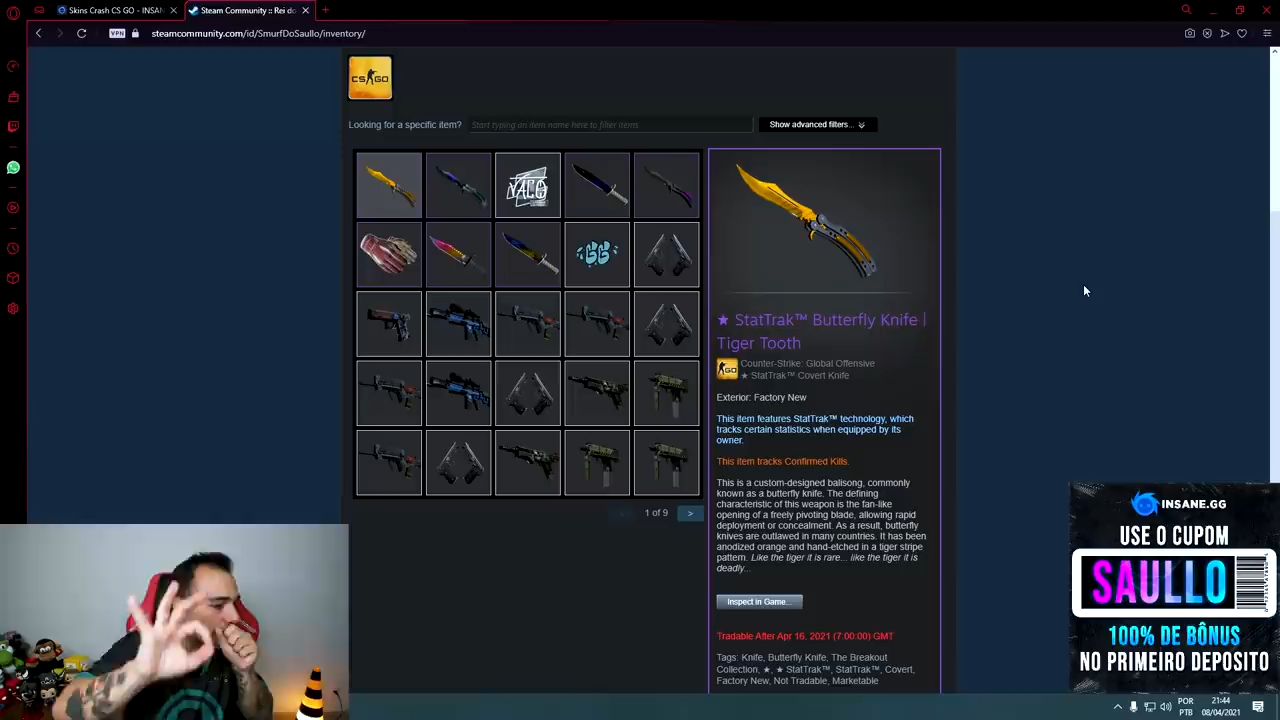 Skins Crash CS GO - INSAN
Steam Community :: Rei do
VPN
steamcommunity.com/id/SmurfDoSaullo/inventory/
CS GO
Looking for a specific item?
Start typing an item name here to filter items
Show advanced filters...
YALO
GG
1 of 9
>
★ StatTrak™ Butterfly Knife |
Tiger Tooth
GO
Counter-Strike: Global Offensive
★ StatTrak™ Covert Knife
Exterior: Factory New
This item features StatTrak™ technology, which
tracks certain statistics when equipped by its
owner.
This item tracks Confirmed Kills.
This is a custom-designed balisong, commonly
known as a butterfly knife. The defining
characteristic of this weapon is the fan-like
opening of a freely pivoting blade, allowing rapid
deployment or concealment. As a result, butterfly
knives are outlawed in many countries. It has been
anodized orange and hand-etched in a tiger stripe
pattern. Like the tiger it is rare... like the tiger it is
deadly...
Inspect in Game...
Tradable After Apr 16, 2021 (7:00:00) GMT
Tags: Knife, Butterfly Knife, The Breakout
Collection, ★, ★ StatTrak™, StatTrak™, Covert,
Factory New, Not Tradable, Marketable
INSANE.GG
USE O CUPOM
SAULLO
100% DE BÔNUS
NO PRIMEIRO DEPOSITO
POR
PTB
21:44
08/04/2021